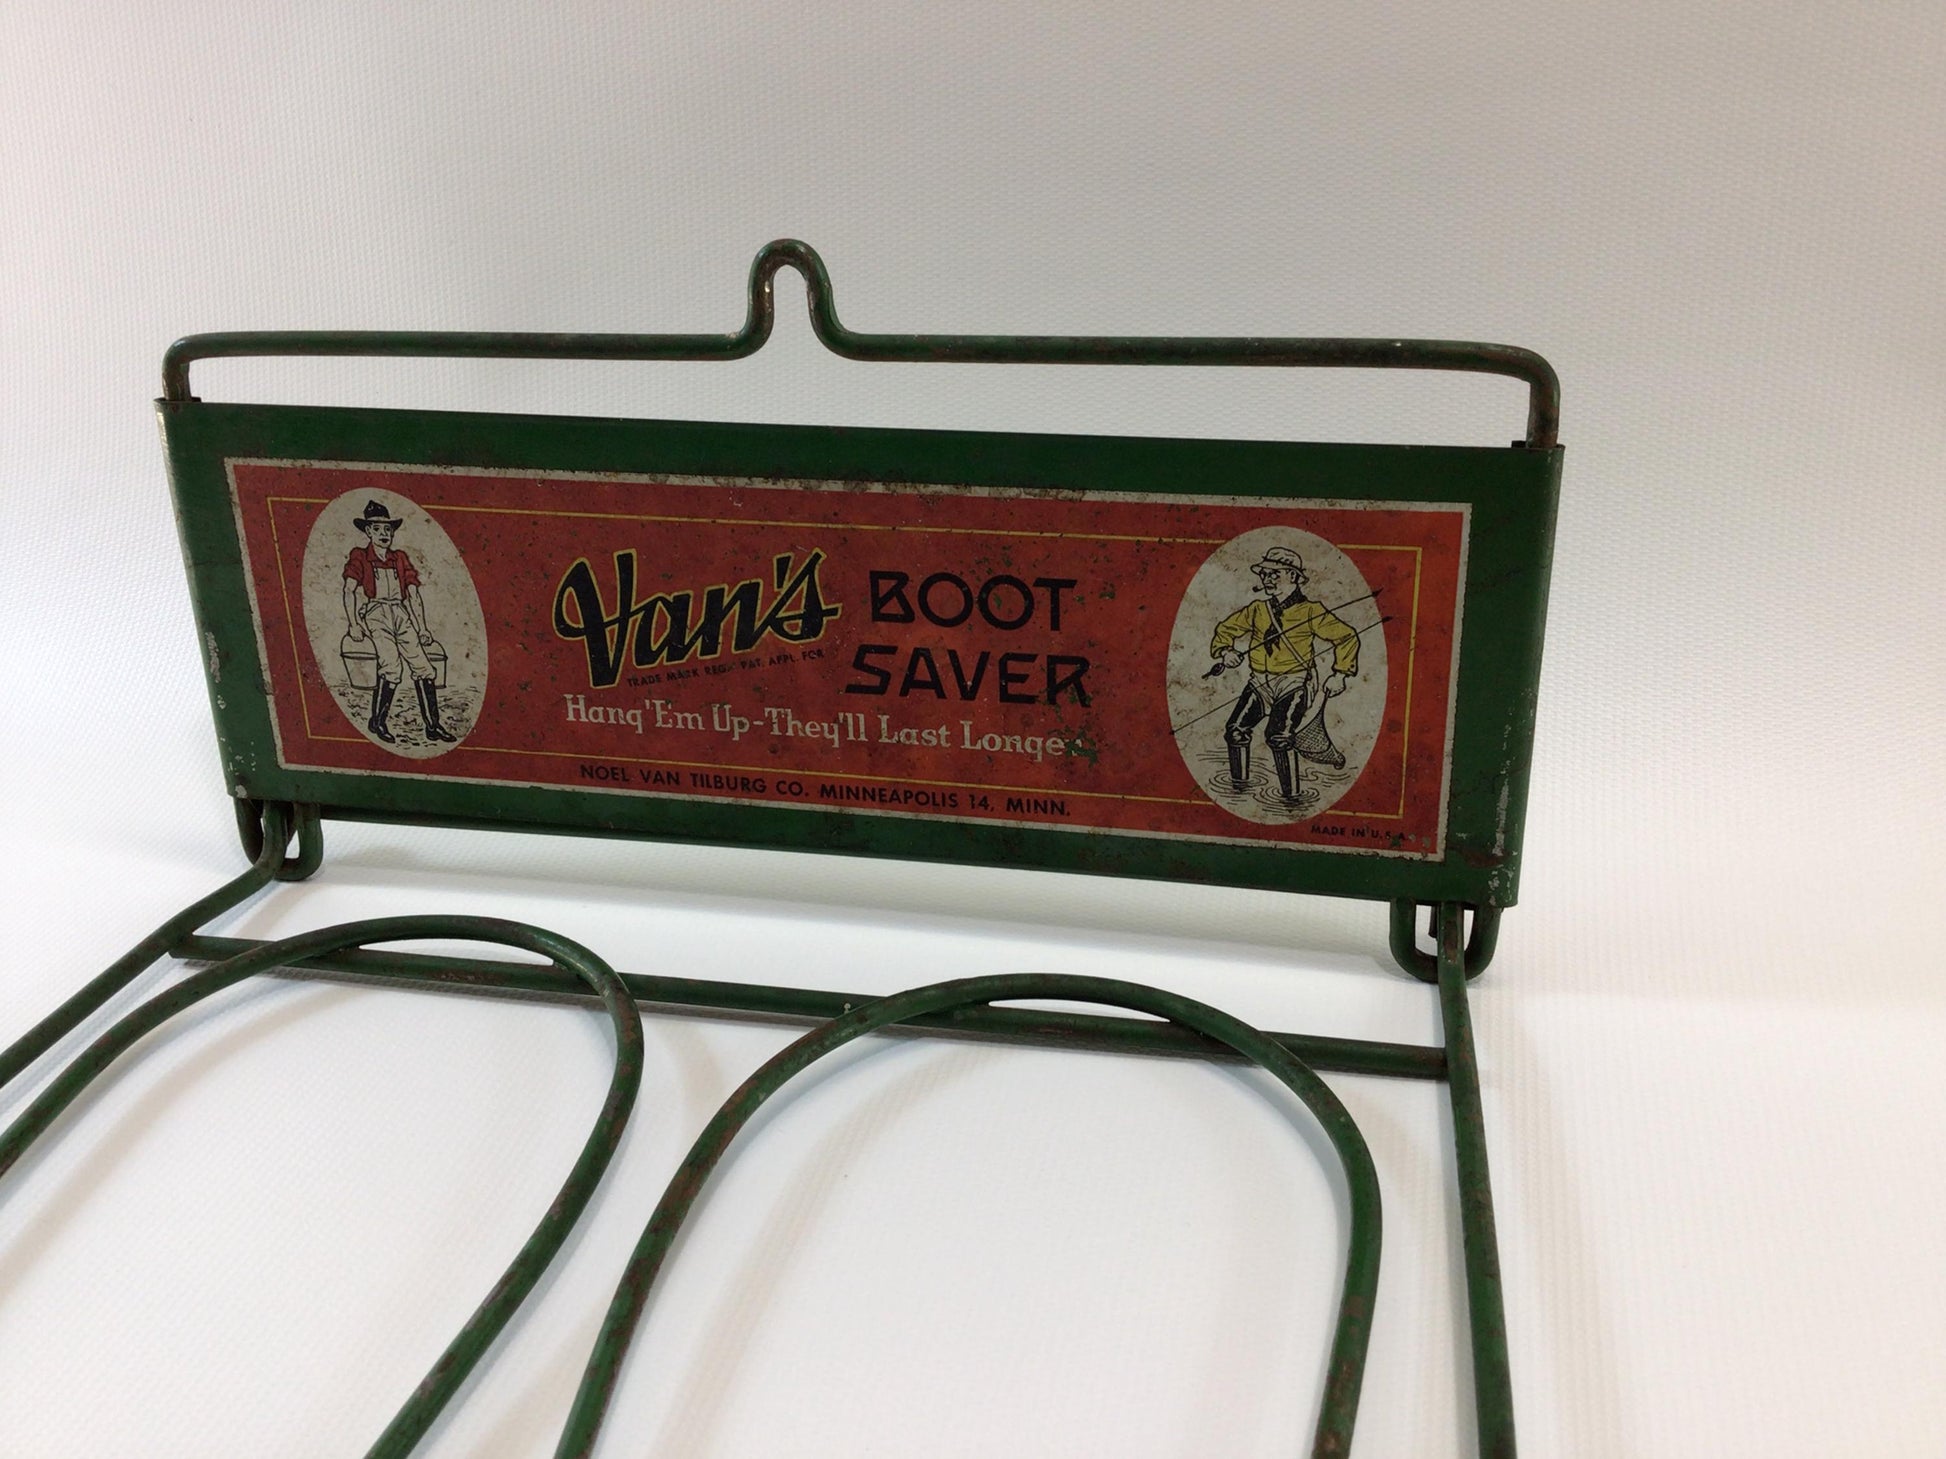 Van's BOOT
SAVER
TRADE MARK REG. PAT. APPL. FOR
Hang 'Em Up-They'll Last Longer
NOEL VAN TILBURG CO. MINNEAPOLIS 14, MINN.
MADE IN U.S.A.